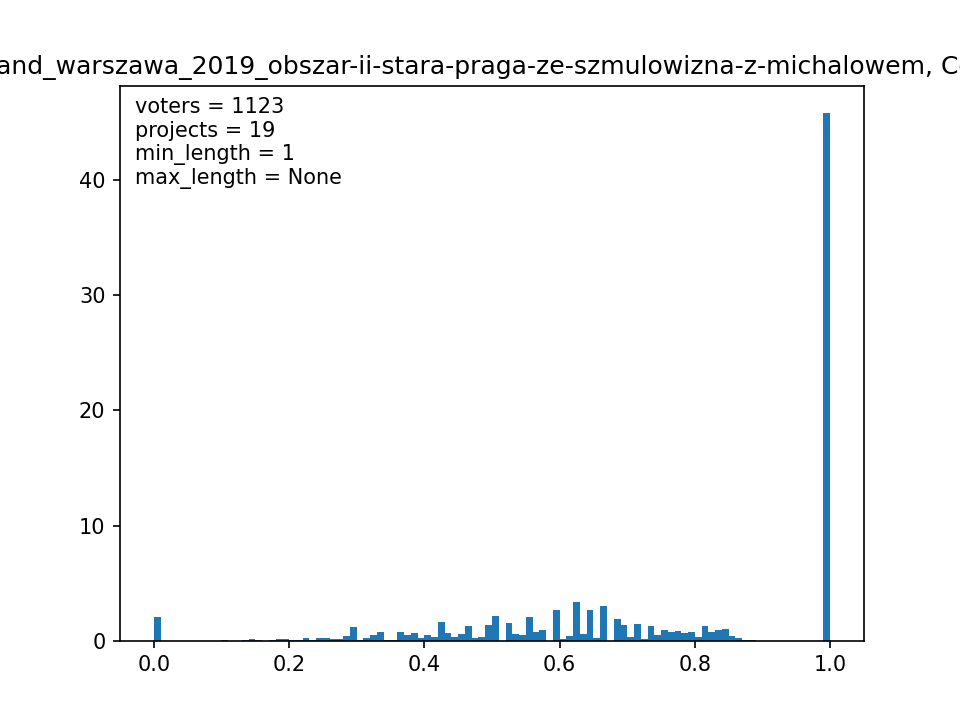 and_warszawa_2019_obszar-ii-stara-praga-ze-szmulowizna-z-michalowem, C
voters = 1123
projects = 19
min_length = 1
max_length = None
40
30
20
10
0
0.0 0.2 0.4 0.6 0.8 1.0